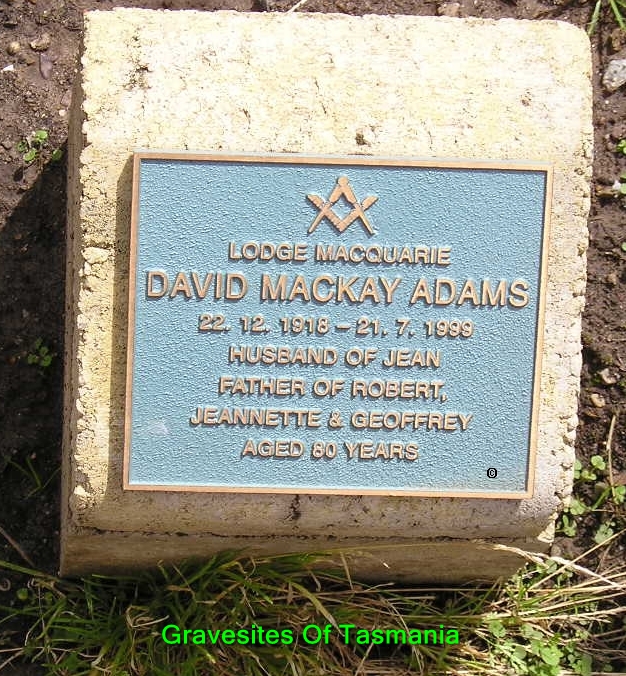 LODGE MACQUARIE
DAVID MACKAY ADAMS
22. 12. 1918 – 21. 7. 1999
HUSBAND OF JEAN
FATHER OF ROBERT,
JEANNETTE & GEOFFREY
AGED 80 YEARS
Gravesites Of Tasmania